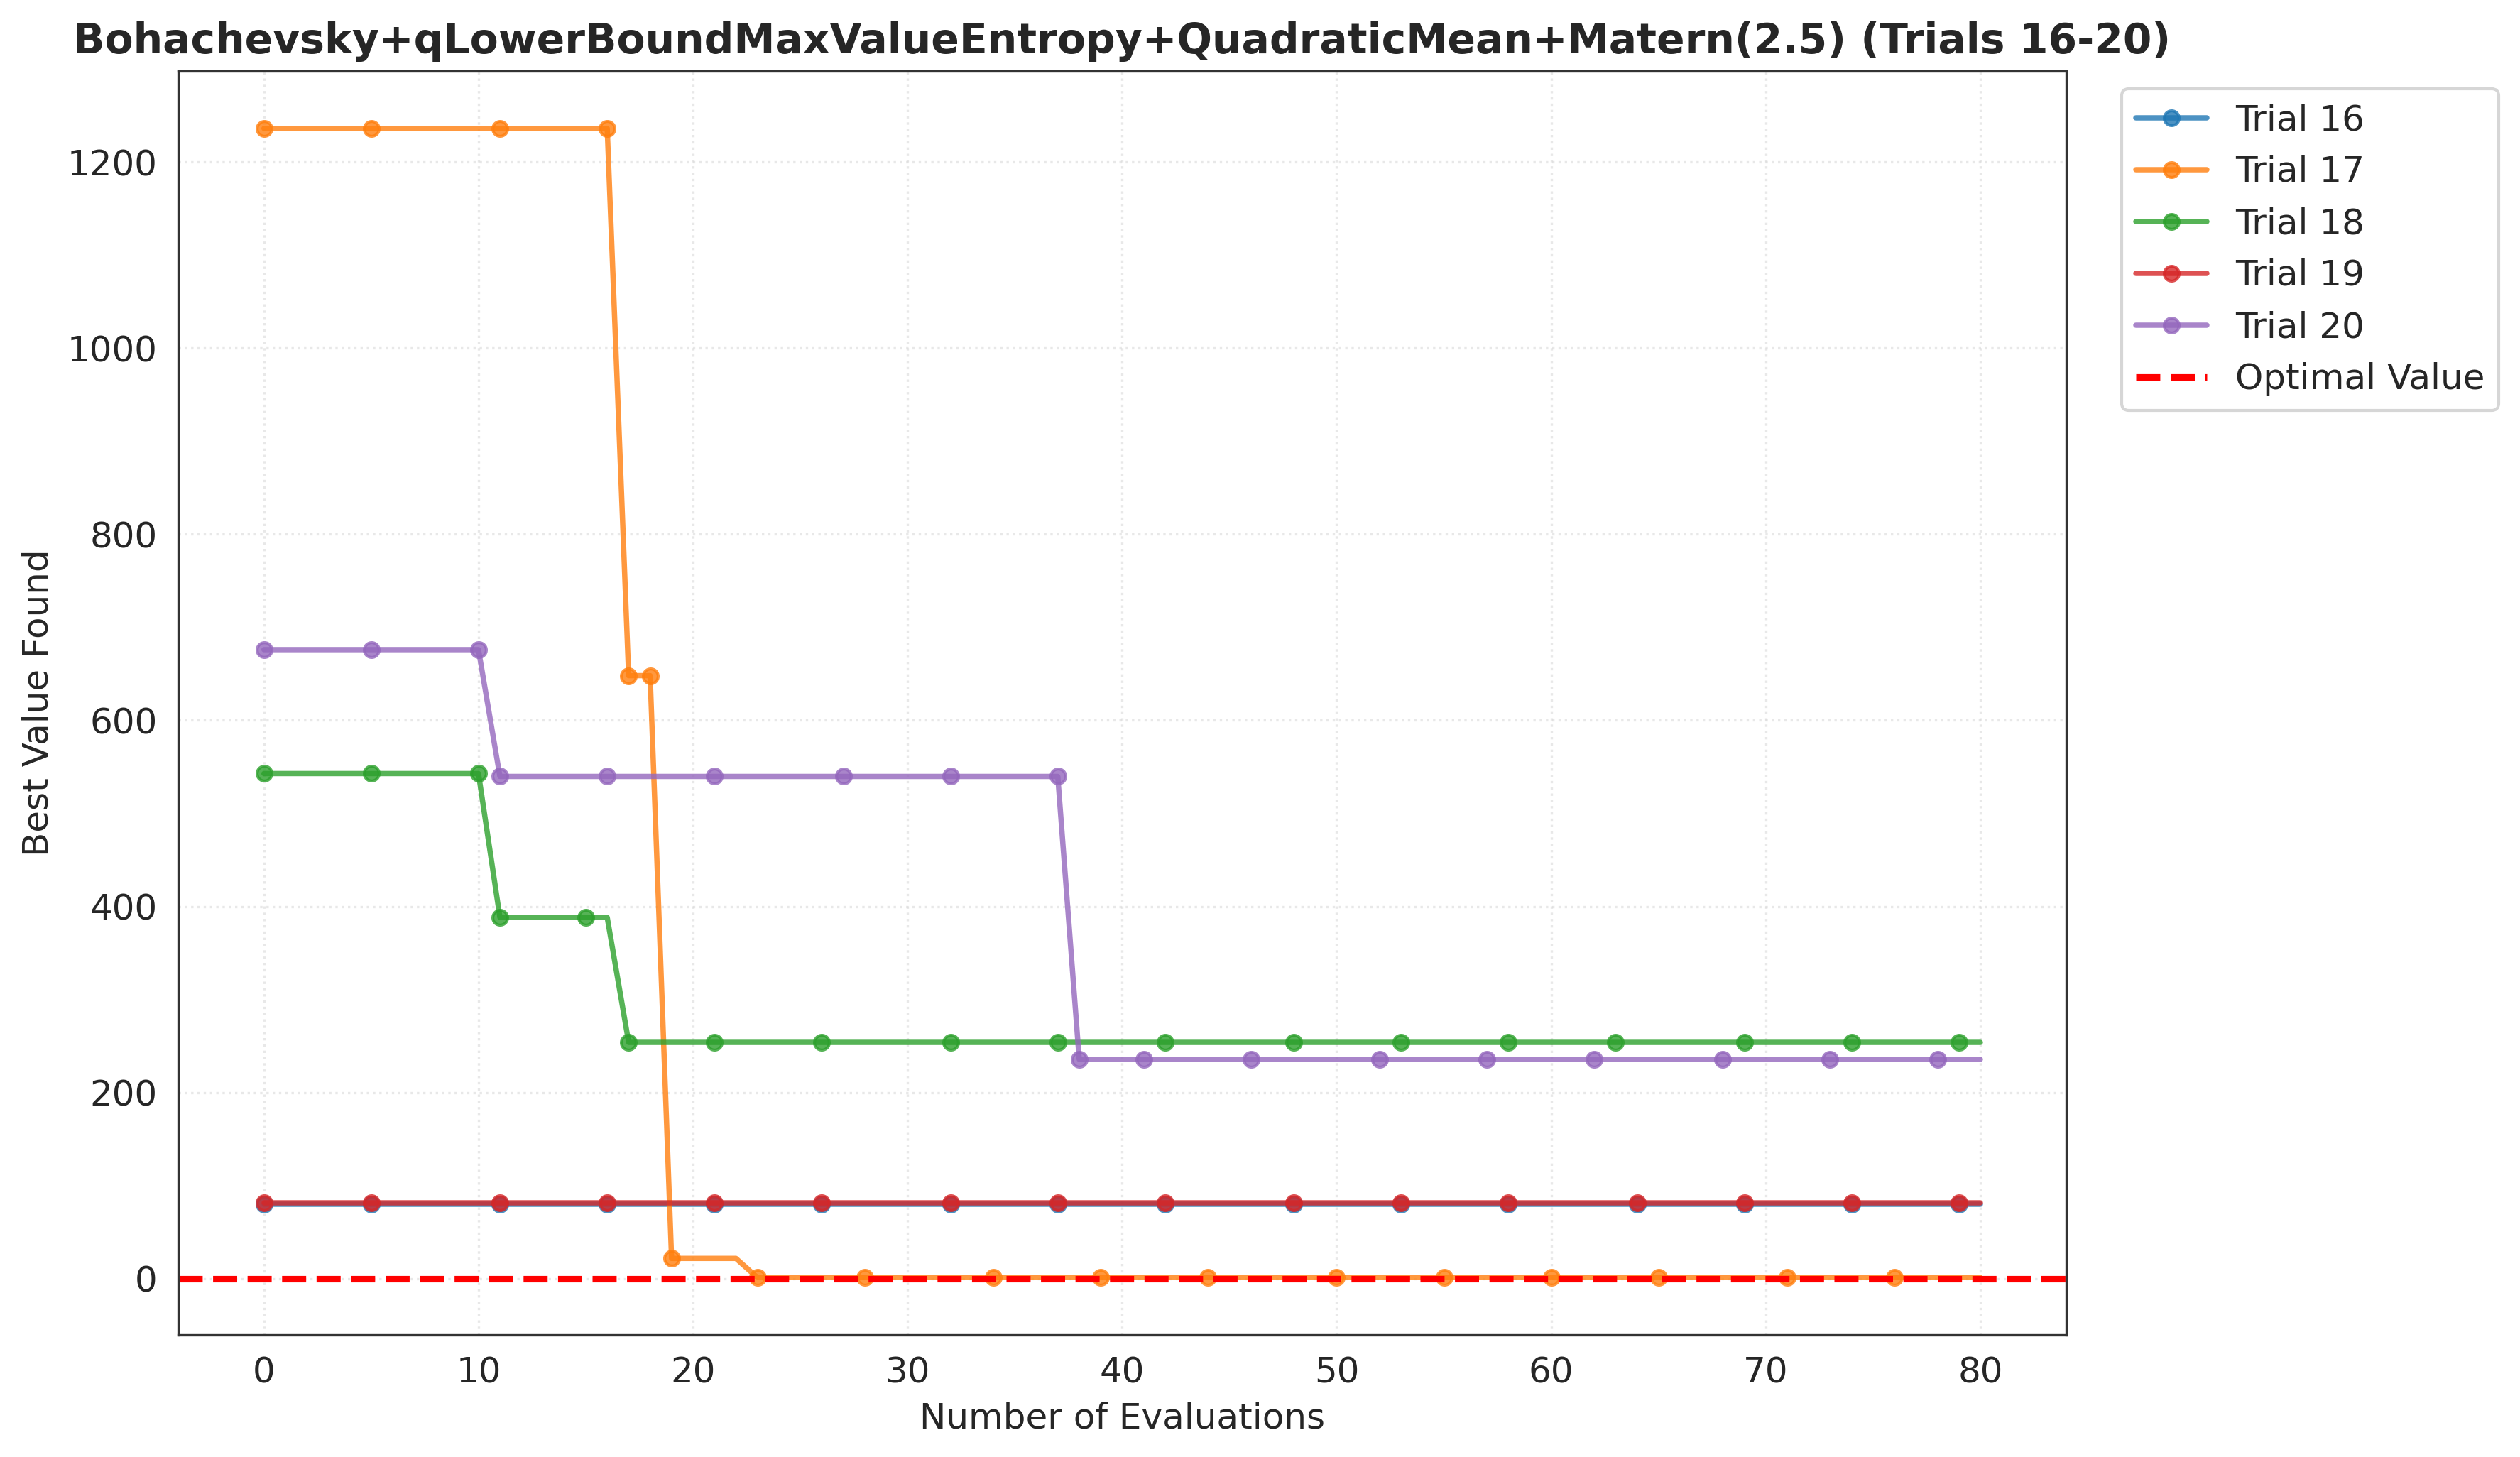 Bohachevsky+qLowerBoundMaxValueEntropy+QuadraticMean+Matern(2.5) (Trials 16-20)
Trial 16
Trial 17
Trial 18
Trial 19
Trial 20
Optimal Value
Best Value Found
1200
1000
800
600
400
200
0
0 10 20 30 40 50 60 70 80
Number of Evaluations